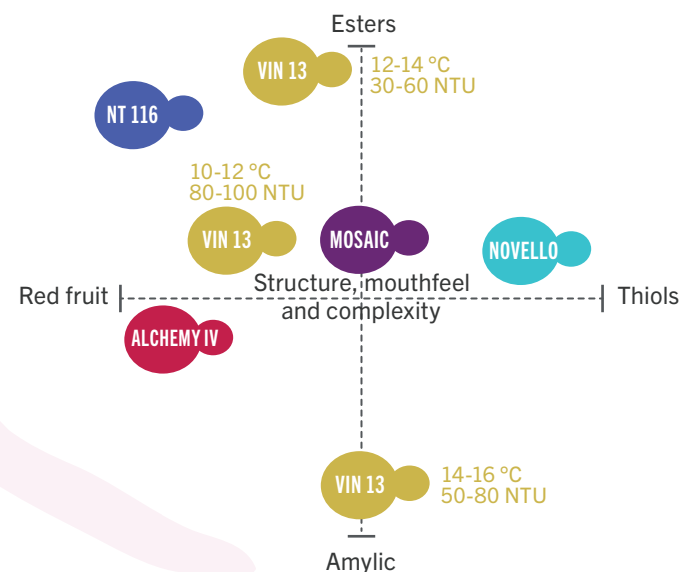 Esters
VIN 13
12-14 °C
30-60 NTU
NT 116
10-12 °C
80-100 NTU
VIN 13
MOSAIC
NOVELLO
Structure, mouthfeel
and complexity
Red fruit
Thiols
ALCHEMY IV
VIN 13
14-16 °C
50-80 NTU
Amylic